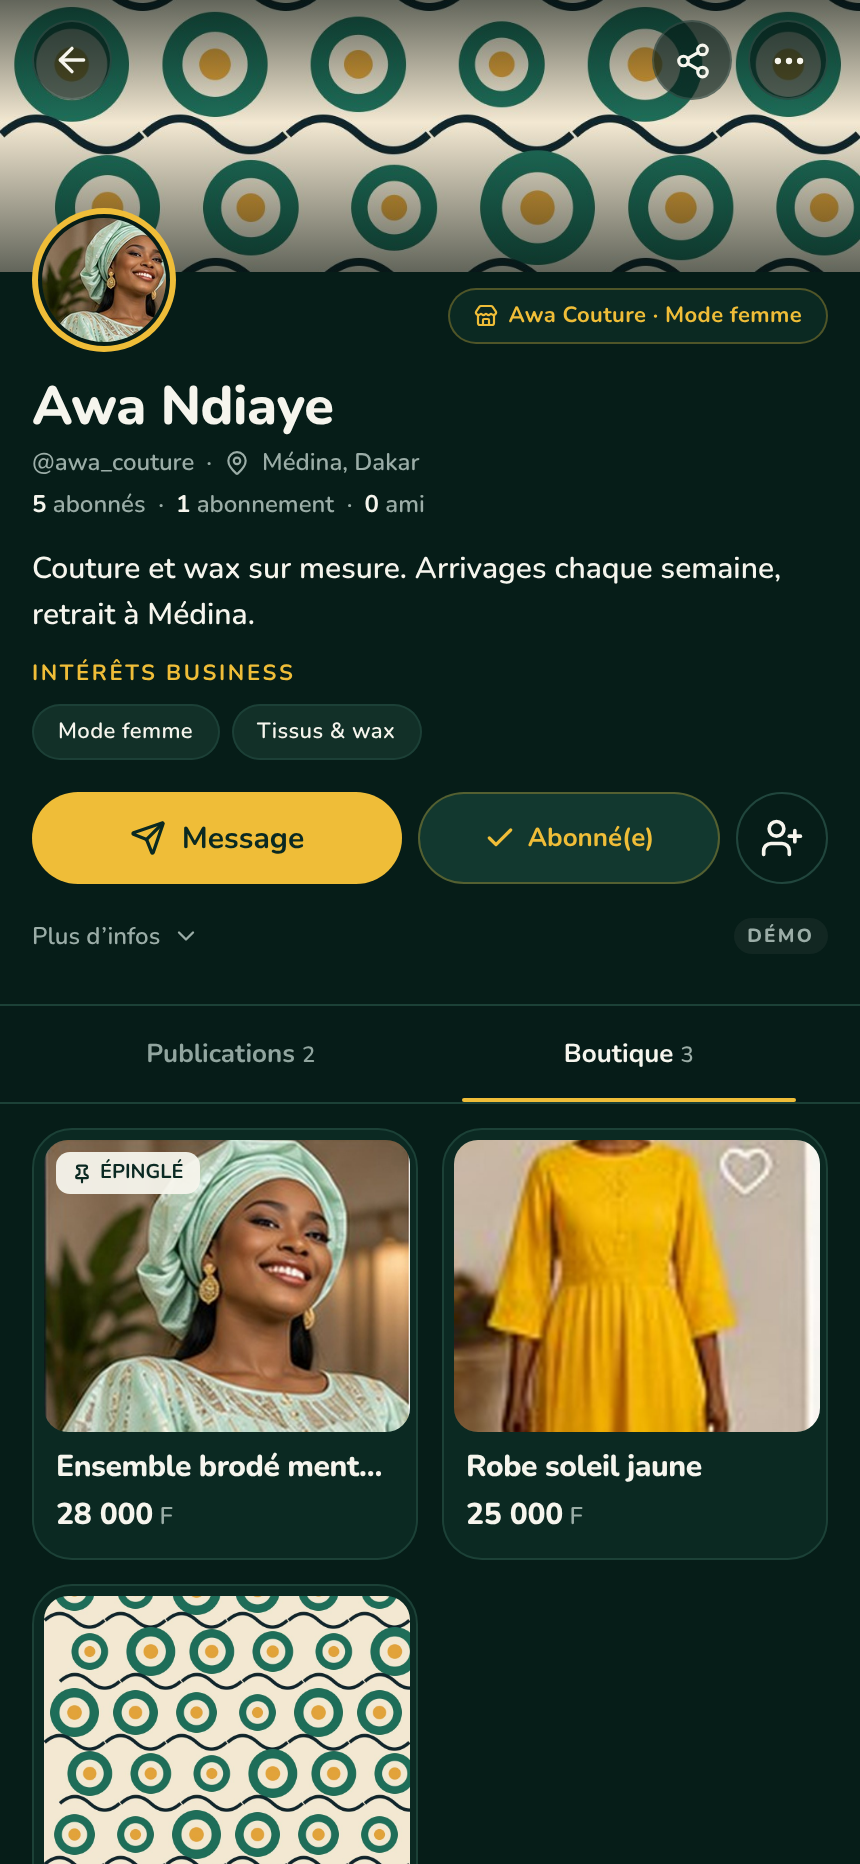 Awa Couture · Mode femme
Awa Ndiaye
@awa_couture · Médina, Dakar
5 abonnés · 1 abonnement · 0 ami
Couture et wax sur mesure. Arrivages chaque semaine,
retrait à Médina.
INTÉRÊTS BUSINESS
Mode femme
Tissus & wax
Message
Abonné(e)
Plus d’infos
DÉMO
Publications 2
Boutique 3
ÉPINGLÉ
Ensemble brodé ment...
28 000 F
Robe soleil jaune
25 000 F